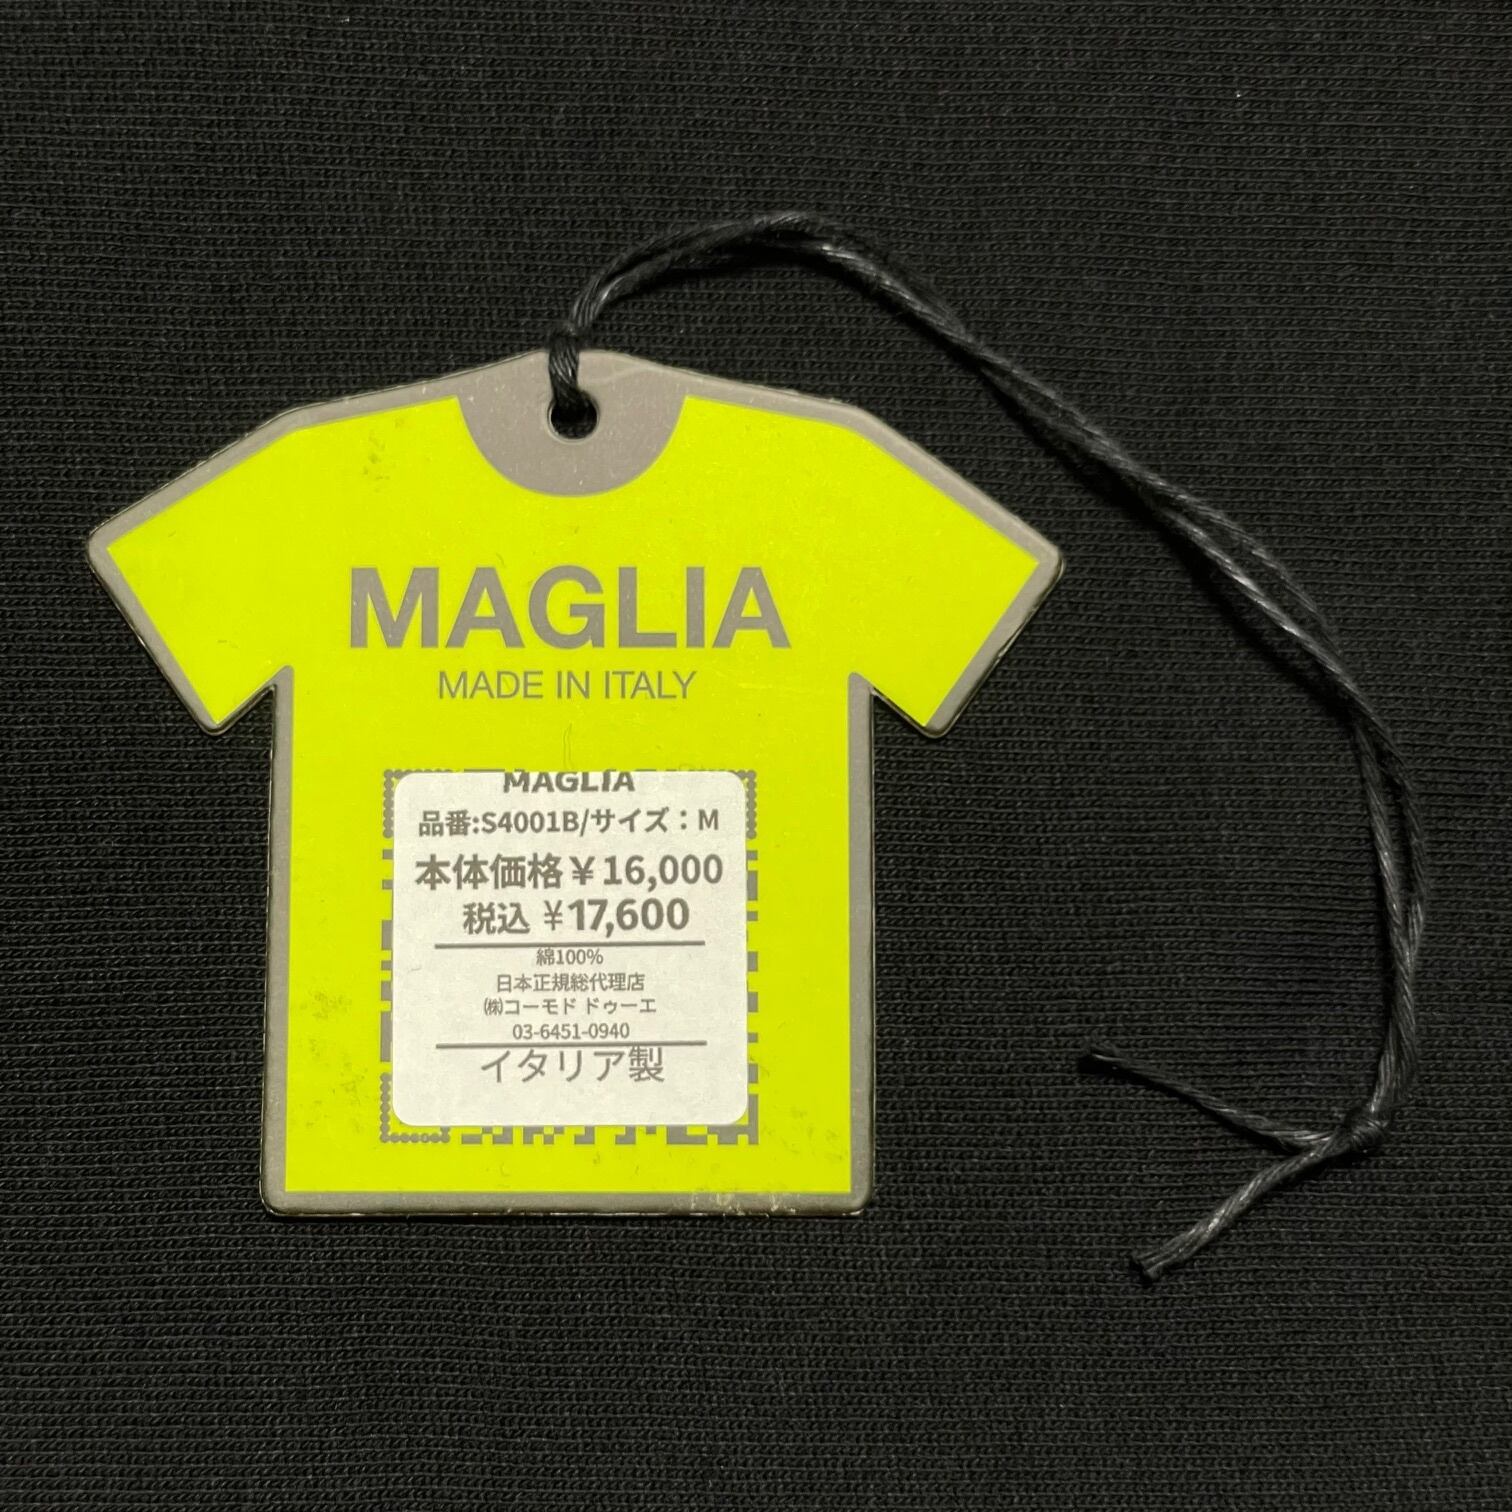 MAGLIA
MADE IN ITALY
MAGLIA
品番:S4001B/サイズ：M
本体価格￥16,000
税込 ￥17,600
綿100%
日本正規総代理店
㈱コーモド ドゥーエ
03-6451-0940
イタリア製